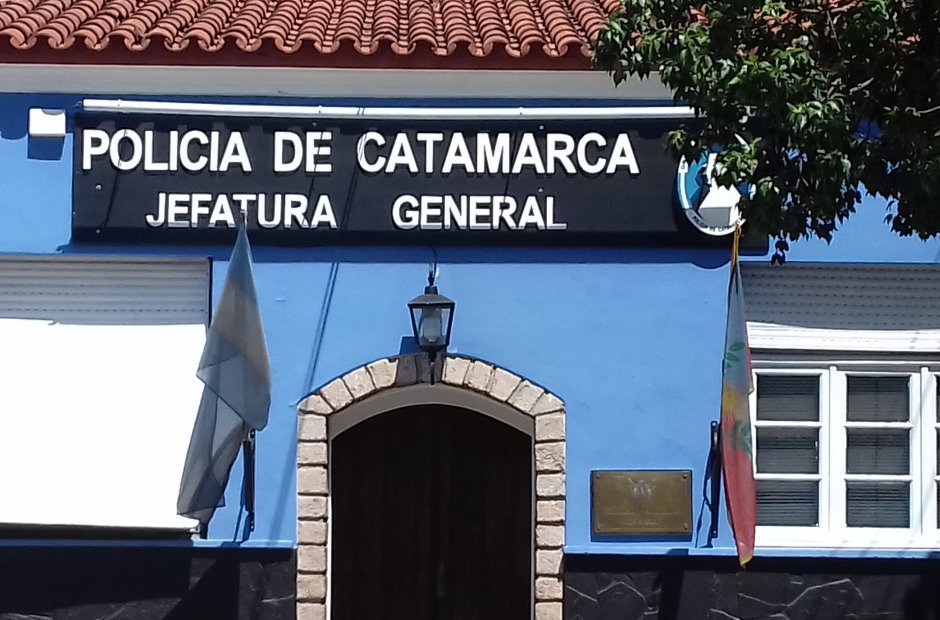 POLICIA DE CATAMARCA
JEFATURA GENERAL